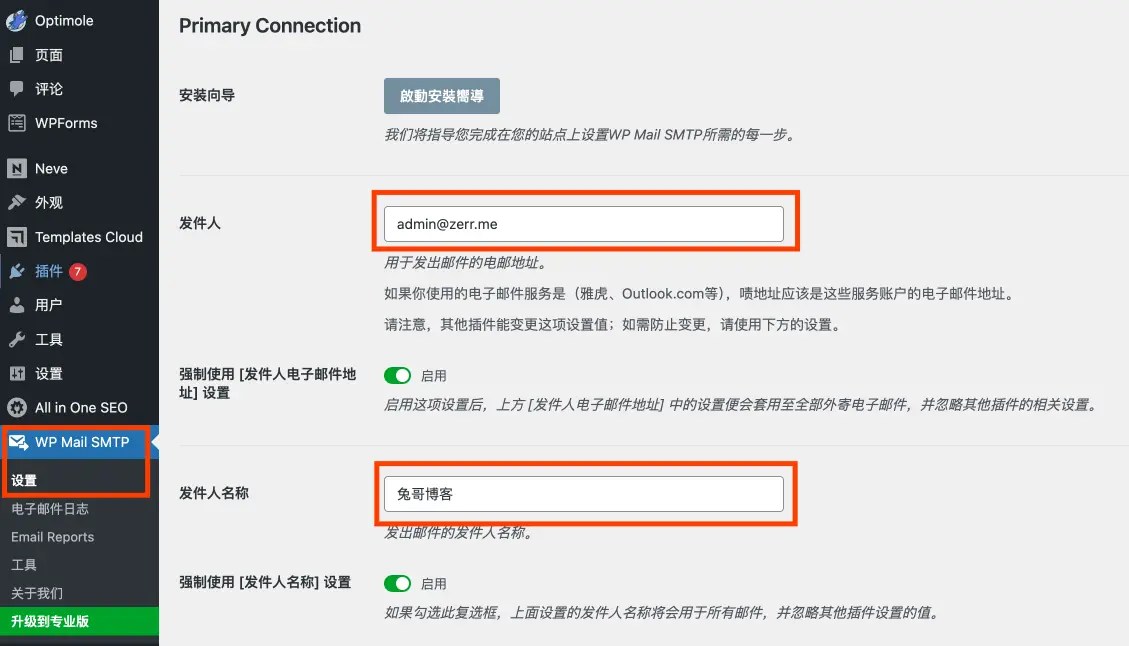 Optimole
页面
评论
WPForms
Neve
外观
Templates Cloud
插件 7
用户
工具
设置
All in One SEO
WP Mail SMTP
设置
电子邮件日志
Email Reports
工具
关于我们
升级到专业版
Primary Connection
安装向导
啟動安裝嚮導
我们将指导您完成在您的站点上设置WP Mail SMTP所需的每一步。
发件人
admin@zerr.me
用于发出邮件的电邮地址。
如果你使用的电子邮件服务是（雅虎、Outlook.com等），啧地址应该是这些服务账户的电子邮件地址。
请注意，其他插件能变更这项设置值；如需防止变更，请使用下方的设置。
强制使用 [发件人电子邮件地
址] 设置
启用
启用这项设置后，上方 [发件人电子邮件地址] 中的设置便会套用至全部外寄电子邮件，并忽略其他插件的相关设置。
发件人名称
兔哥博客
发出邮件的发件人名称。
强制使用 [发件人名称] 设置
启用
如果勾选此复选框，上面设置的发件人名称将会用于所有邮件，并忽略其他插件设置的值。